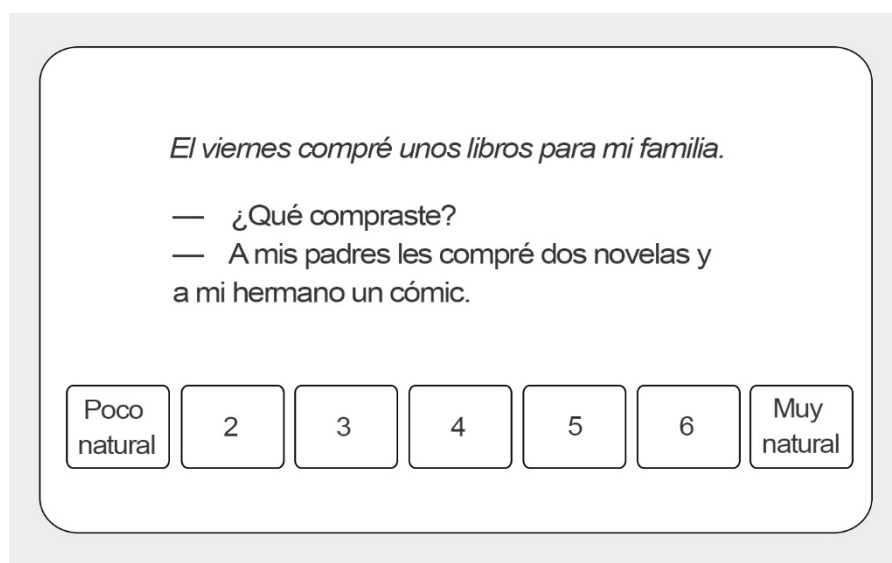 El viernes compré unos libros para mi familia.
— ¿Qué compraste?
— A mis padres les compré dos novelas y
a mi hermano un cómic.
Poco natural
2
3
4
5
6
Muy natural